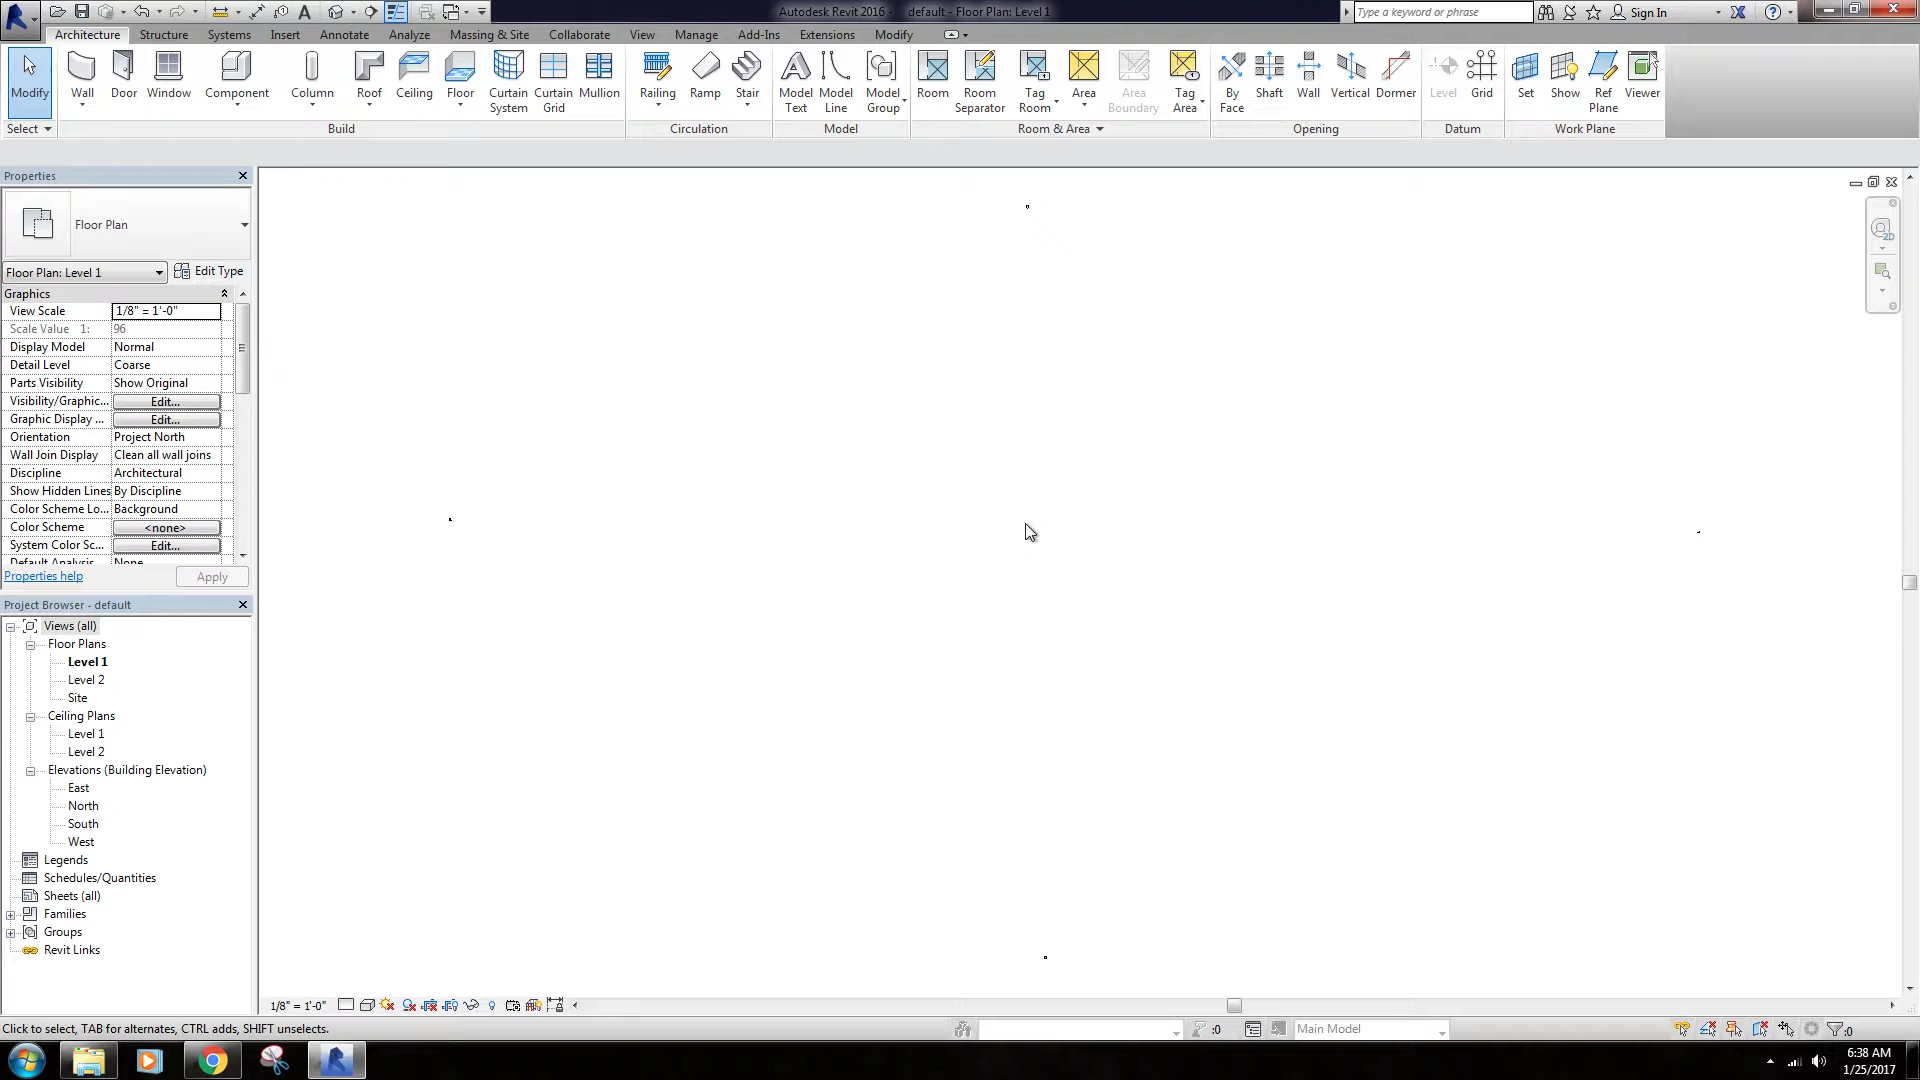 Autodesk Revit 2016 - default - Floor Plan: Level 1
Type a keyword or phrase
Sign In
Architecture Structure Systems Insert Annotate Analyze Massing & Site Collaborate View Manage Add-Ins Extensions Modify
Modify Wall Door Window Component Column Roof Ceiling Floor Curtain System Curtain Grid Mullion Railing Ramp Stair Model Text Model Line Model Group Room Room Separator Tag Room Area Area Boundary Tag Area By Face Shaft Wall Vertical Dormer Level Grid Set Show Ref Plane Viewer
Select Build Circulation Model Room & Area Opening Datum Work Plane
Properties
Floor Plan
2D
Floor Plan: Level 1 Edit Type
Graphics
View Scale 1/8" = 1'-0"
Scale Value 1: 96
Display Model Normal
Detail Level Coarse
Parts Visibility Show Original
Visibility/Graphic... Edit...
Graphic Display ... Edit...
Orientation Project North
Wall Join Display Clean all wall joins
Discipline Architectural
Show Hidden Lines By Discipline
Color Scheme Lo... Background
Color Scheme <none>
System Color Sc... Edit...
Default Analysis None
Properties help Apply
Project Browser - default
Views (all)
Floor Plans
Level 1
Level 2
Site
Ceiling Plans
Level 1
Level 2
Elevations (Building Elevation)
East
North
South
West
Legends
Schedules/Quantities
Sheets (all)
Families
Groups
Revit Links
1/8" = 1'-0"
Click to select, TAB for alternates, CTRL adds, SHIFT unselects.
:0
Main Model
:0
6:38 AM
1/25/2017